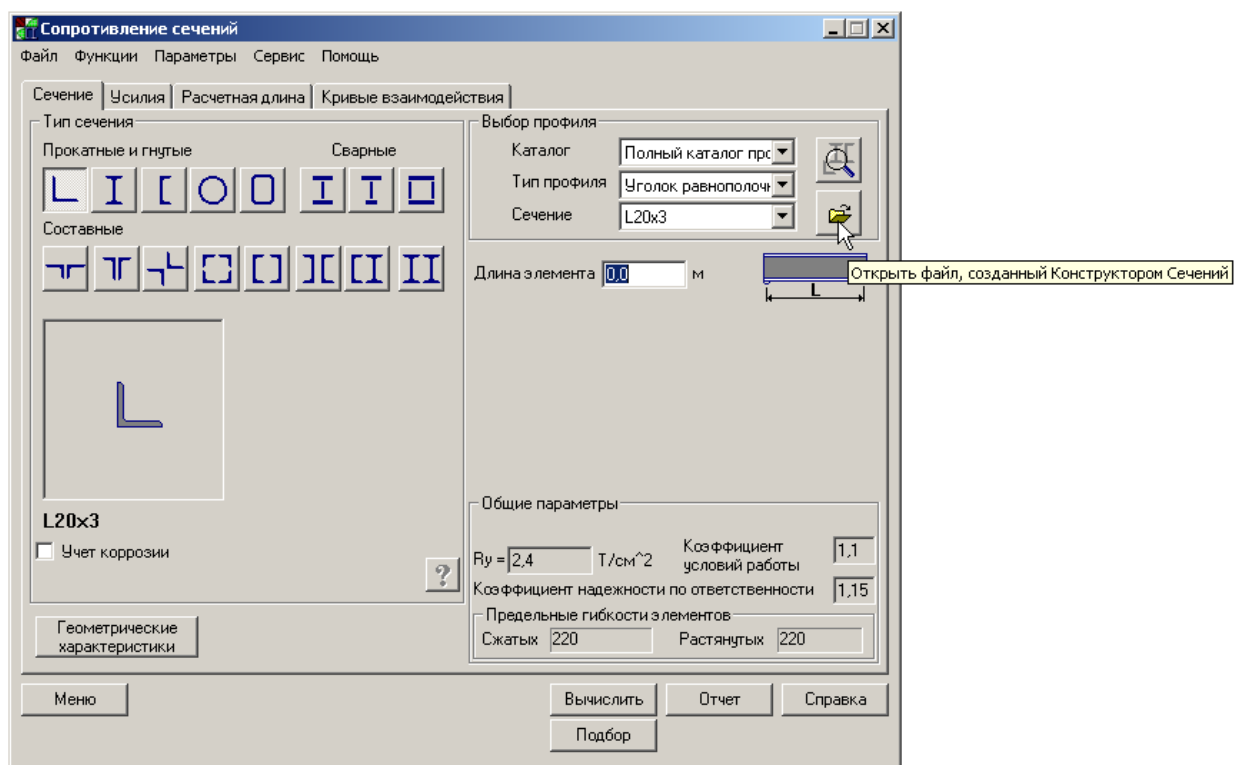 Сопротивление сечений
Файл Функции Параметры Сервис Помощь
Сечение Усилия Расчетная длина Кривые взаимодействия
Тип сечения
Прокатные и гнутые Сварные
Составные
L20x3
Учет коррозии
?
Геометрические
характеристики
Выбор профиля
Каталог Полный каталог прс
Тип профиля Уголок равнополоч
Сечение L20x3
Длина элемента 0,0 м
L
Открыть файл, созданный Конструктором Сечений
Общие параметры
Ry = 2,4 Т/см^2 Коэффициент
условий работы 1,1
Коэффициент надежности по ответственности 1,15
Предельные гибкости элементов
Сжатых 220 Растянутых 220
Меню Вычислить Отчет Справка
Подбор